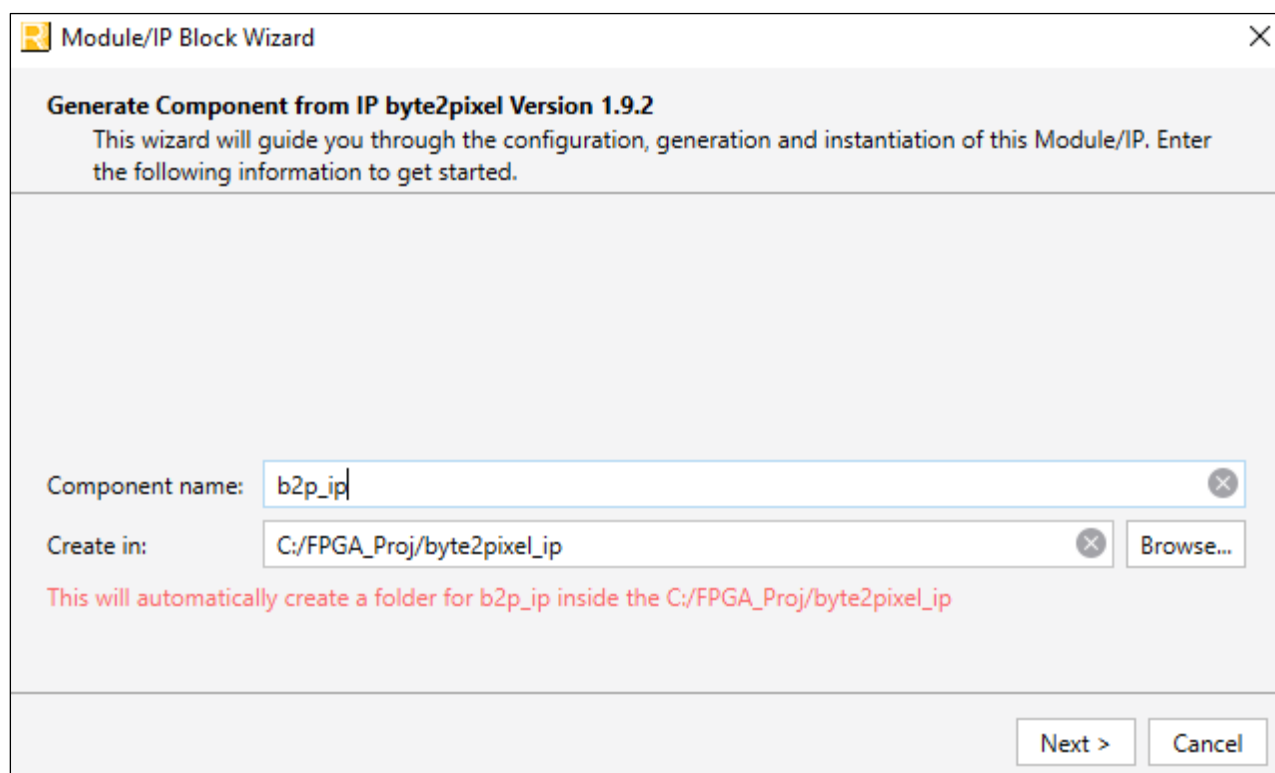 Module/IP Block Wizard
Generate Component from IP byte2pixel Version 1.9.2
This wizard will guide you through the configuration, generation and instantiation of this Module/IP. Enter
the following information to get started.
Component name: b2p_ip
Create in: C:/FPGA_Proj/byte2pixel_ip Browse...
This will automatically create a folder for b2p_ip inside the C:/FPGA_Proj/byte2pixel_ip
Next > Cancel